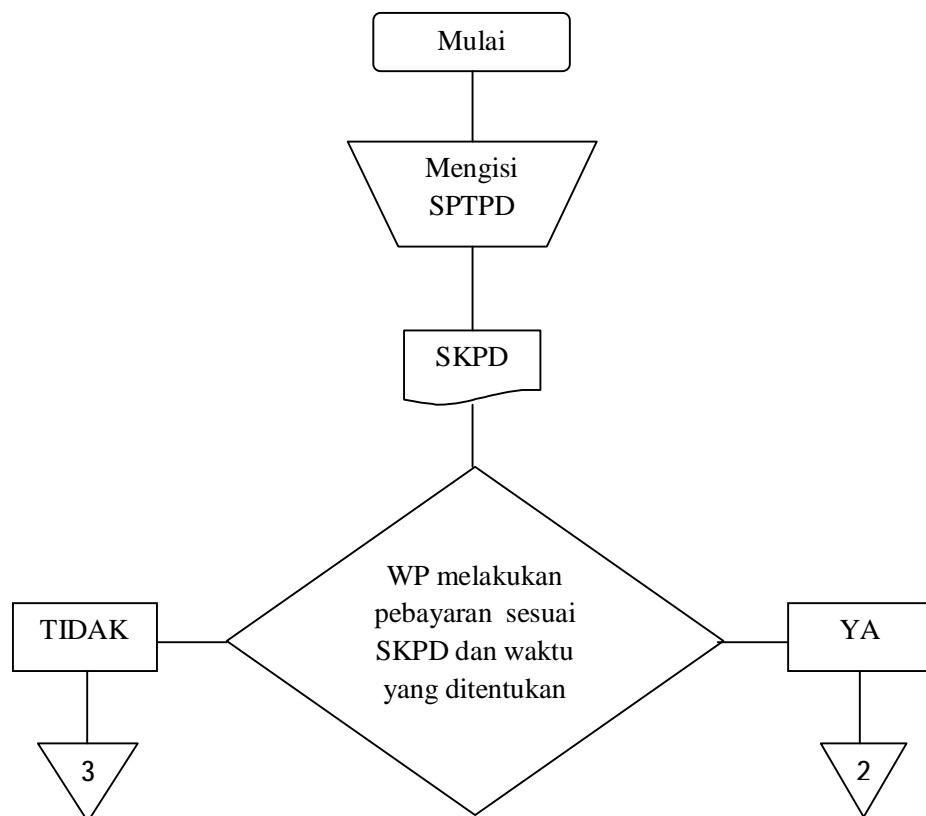 Mulai
Mengisi
SPTPD
SKPD
WP melakukan
pebayaran sesuai
SKPD dan waktu
yang ditentukan
TIDAK
YA
3
2